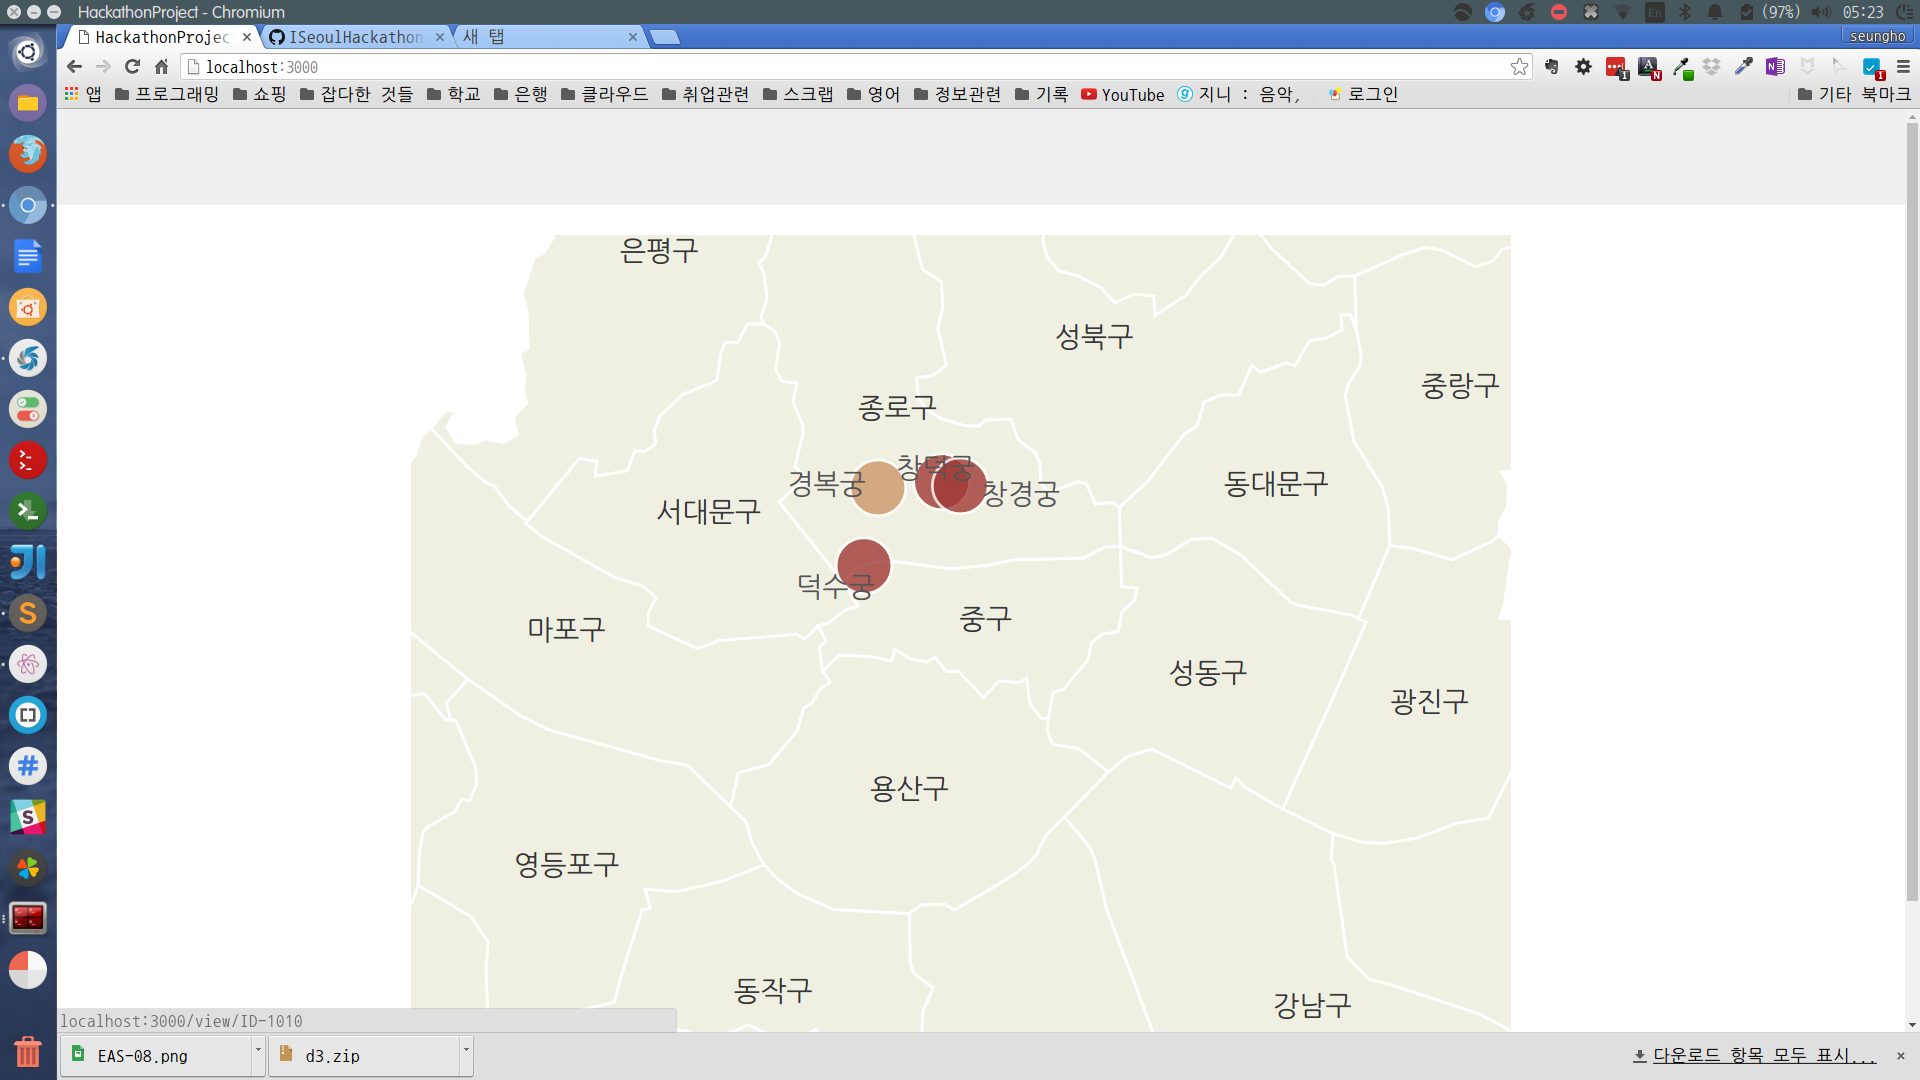 HackathonProject - Chromium
En
(97%)
05:23
HackathonProjec
ISeoulHackathon
새 탭
seungho
localhost:3000
앱 프로그래밍 쇼핑 잡다한 것들 학교 은행 클라우드 취업관련 스크랩 영어 정보관련 기록 YouTube 지니 : 음악, 로그인 기타 북마크
은평구
성북구
중랑구
종로구
창덕궁
경복궁
동대문구
창경궁
서대문구
덕수궁
중구
마포구
성동구
광진구
용산구
영등포구
동작구
강남구
localhost:3000/view/ID-1010
EAS-08.png
d3.zip
다운로드 항목 모두 표시...